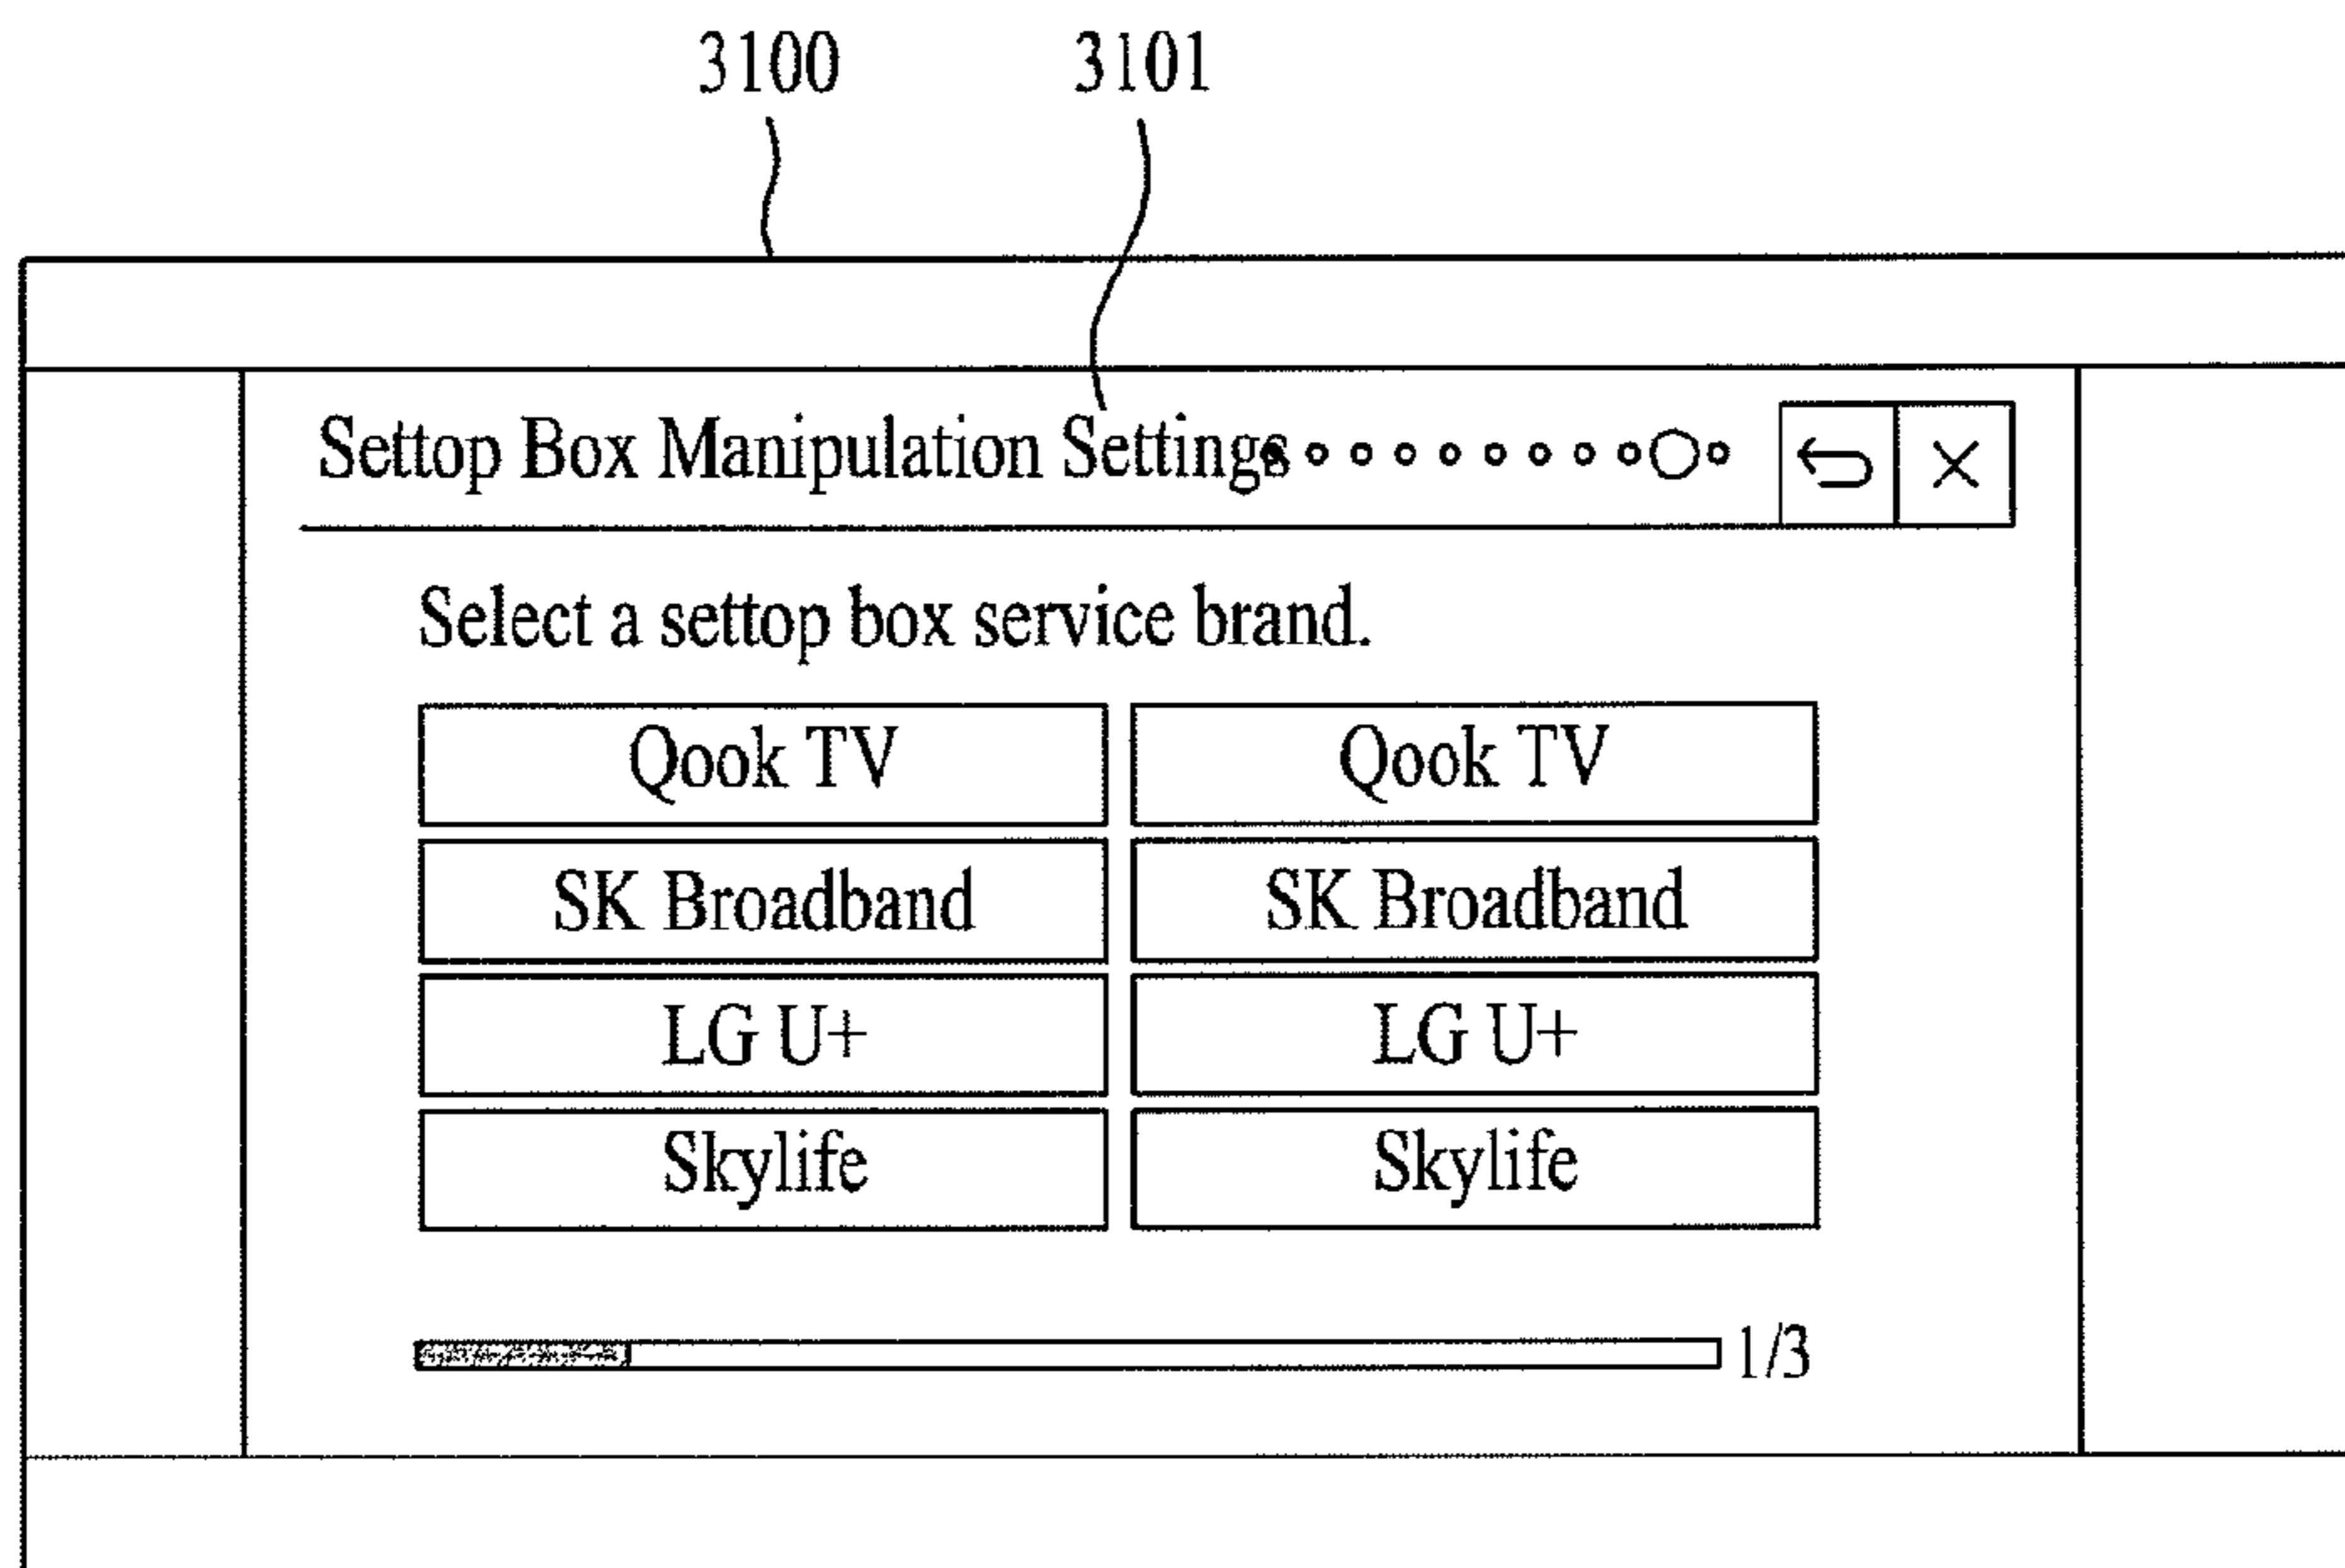 3100 3101
Settop Box Manipulation Settings
Select a settop box service brand.
Qook TV Qook TV
SK Broadband SK Broadband
LG U+ LG U+
Skylife Skylife
1/3